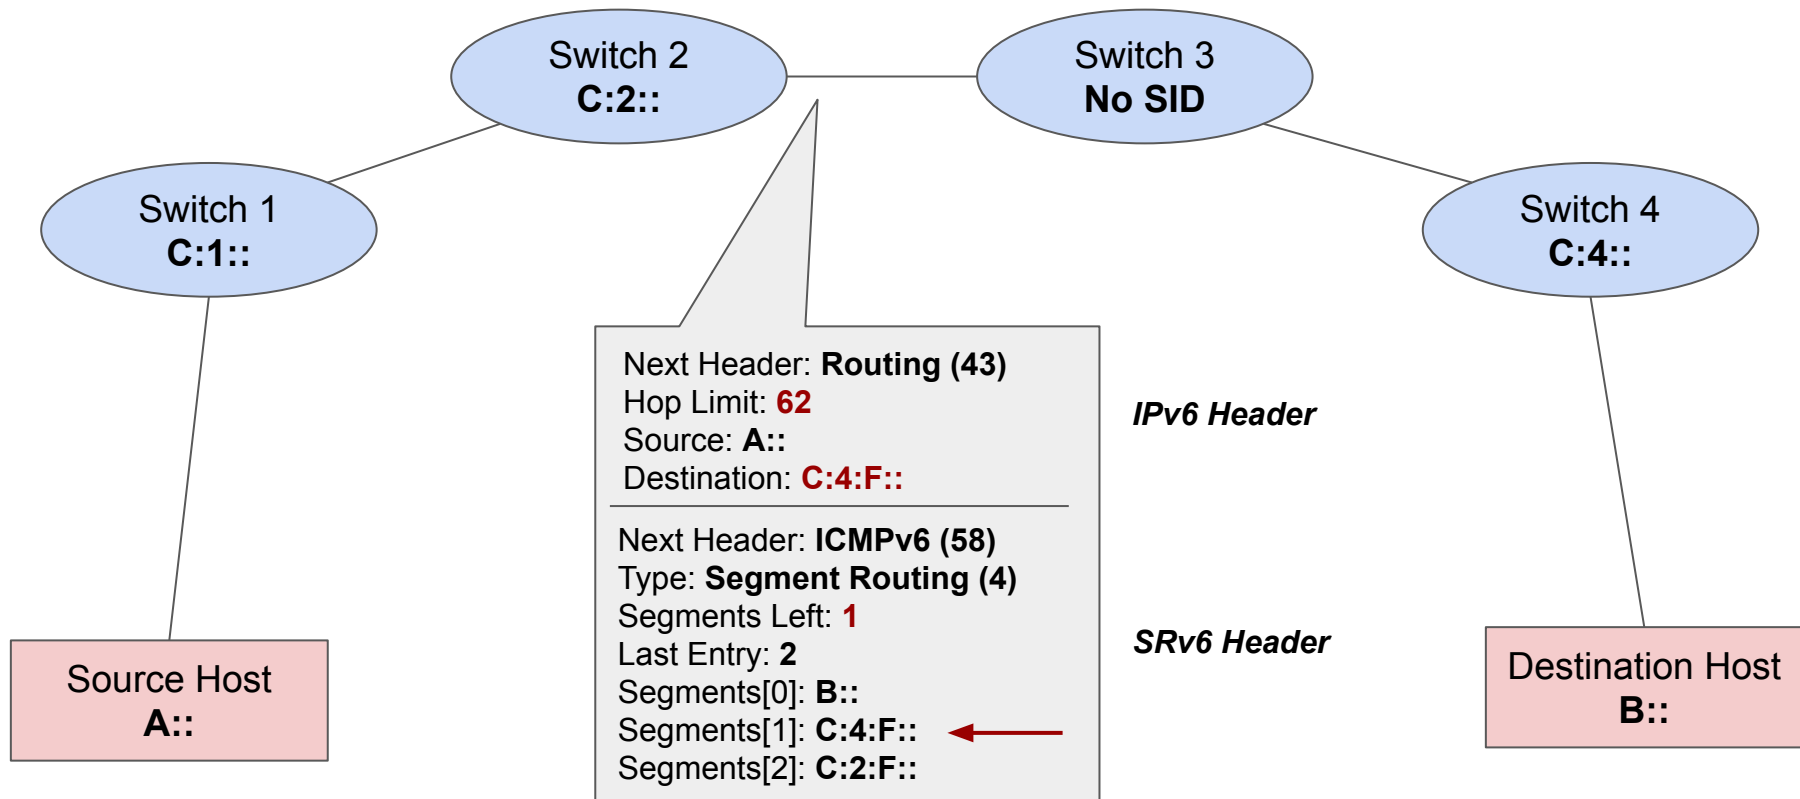 Switch 2
C:2::
Switch 3
No SID
Switch 1
C:1::
Switch 4
C:4::
Next Header: Routing (43)
Hop Limit: 62
Source: A::
Destination: C:4:F::
IPv6 Header
Next Header: ICMPv6 (58)
Type: Segment Routing (4)
Segments Left: 1
Last Entry: 2
Segments[0]: B::
Segments[1]: C:4:F::
Segments[2]: C:2:F::
SRv6 Header
Source Host
A::
Destination Host
B::